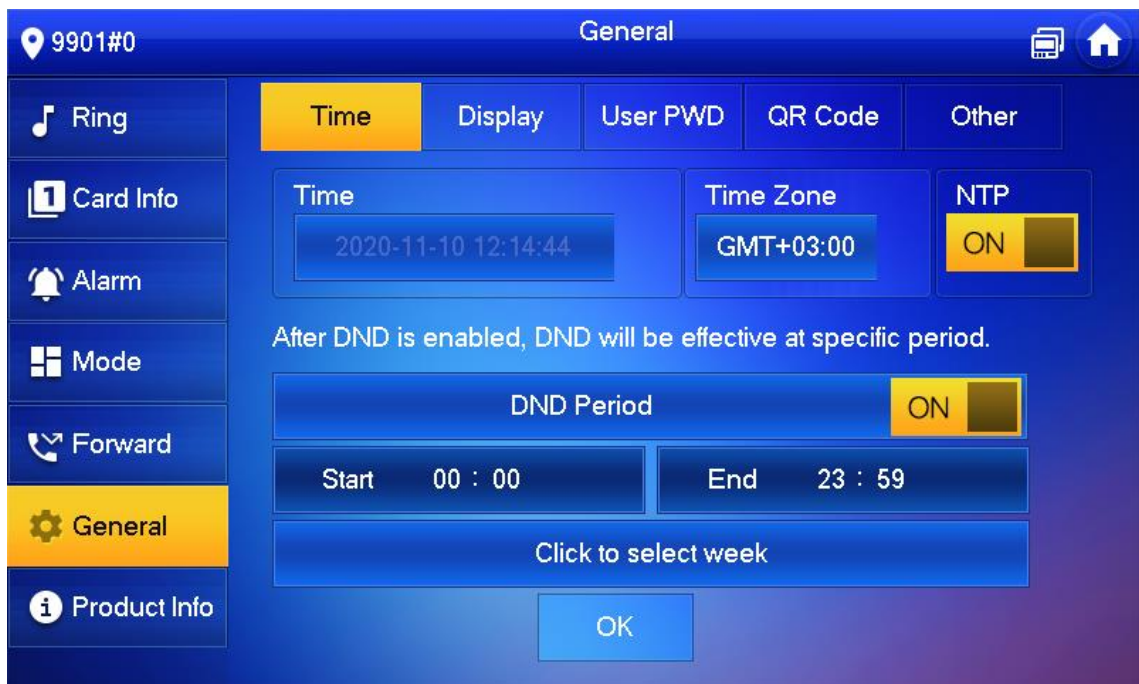 9901#0
General
Ring
Card Info
Alarm
Mode
Forward
General
Product Info
Time Display User PWD QR Code Other
Time Time Zone NTP
2020-11-10 12:14:44 GMT+03:00 ON
After DND is enabled, DND will be effective at specific period.
DND Period ON
Start 00 : 00 End 23 : 59
Click to select week
OK